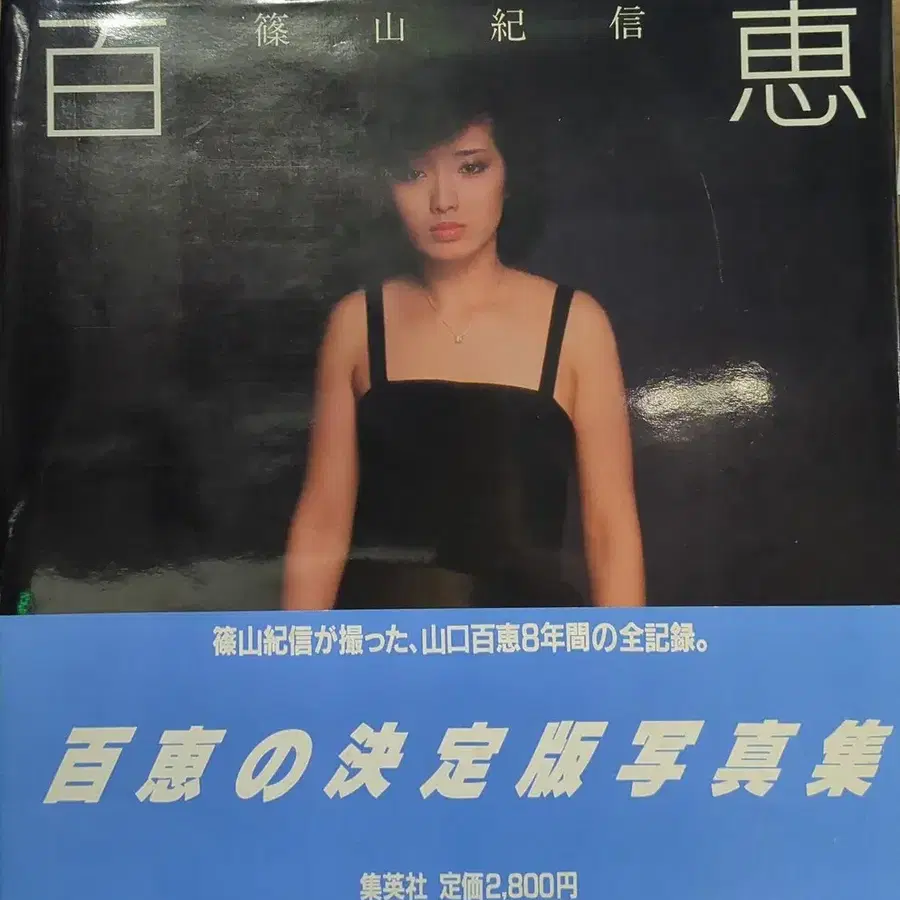 百恵
篠山紀信
篠山紀信が撮った、山口百恵8年間の全記録。
百恵の決定版写真集
集英社 定価2,800円